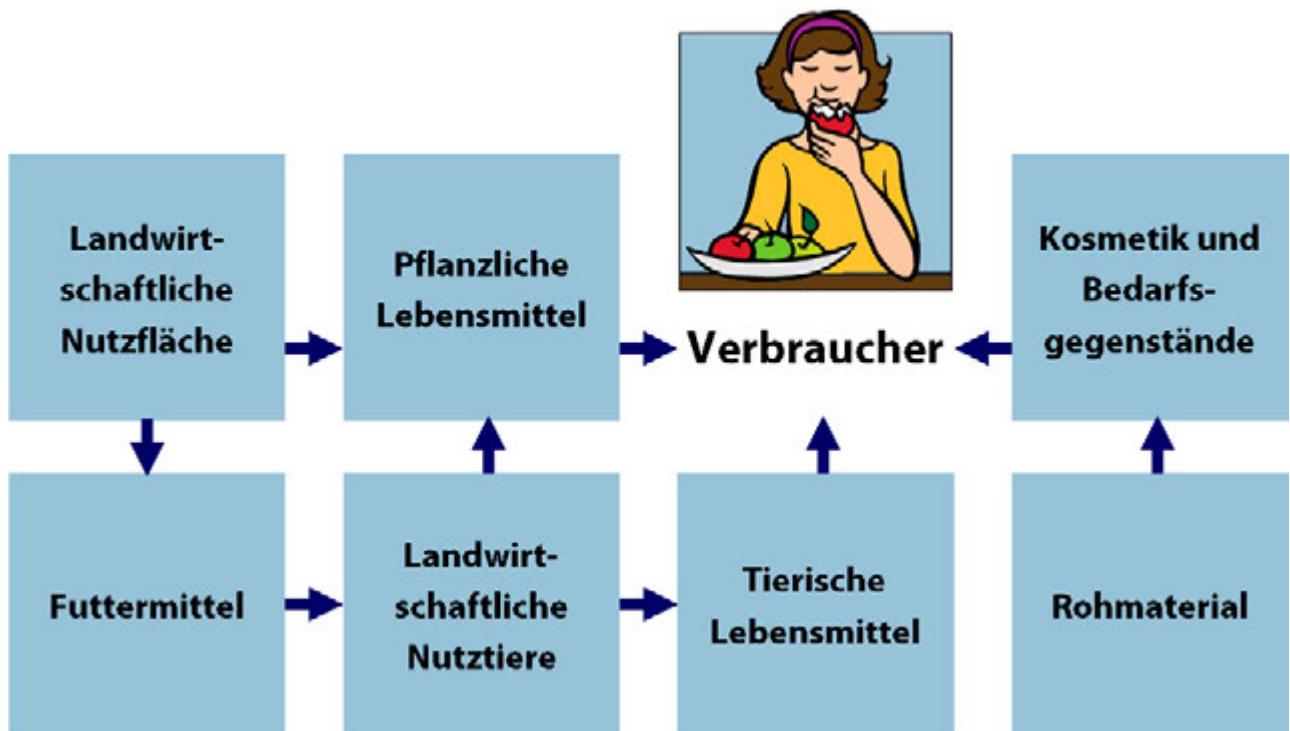 Landwirt-
schaftliche
Nutzfläche
Pflanzliche
Lebensmittel
Verbraucher
Kosmetik und
Bedarfs-
gegenstände
Futtermittel
Landwirt-
schaftliche
Nutztiere
Tierische
Lebensmittel
Rohmaterial